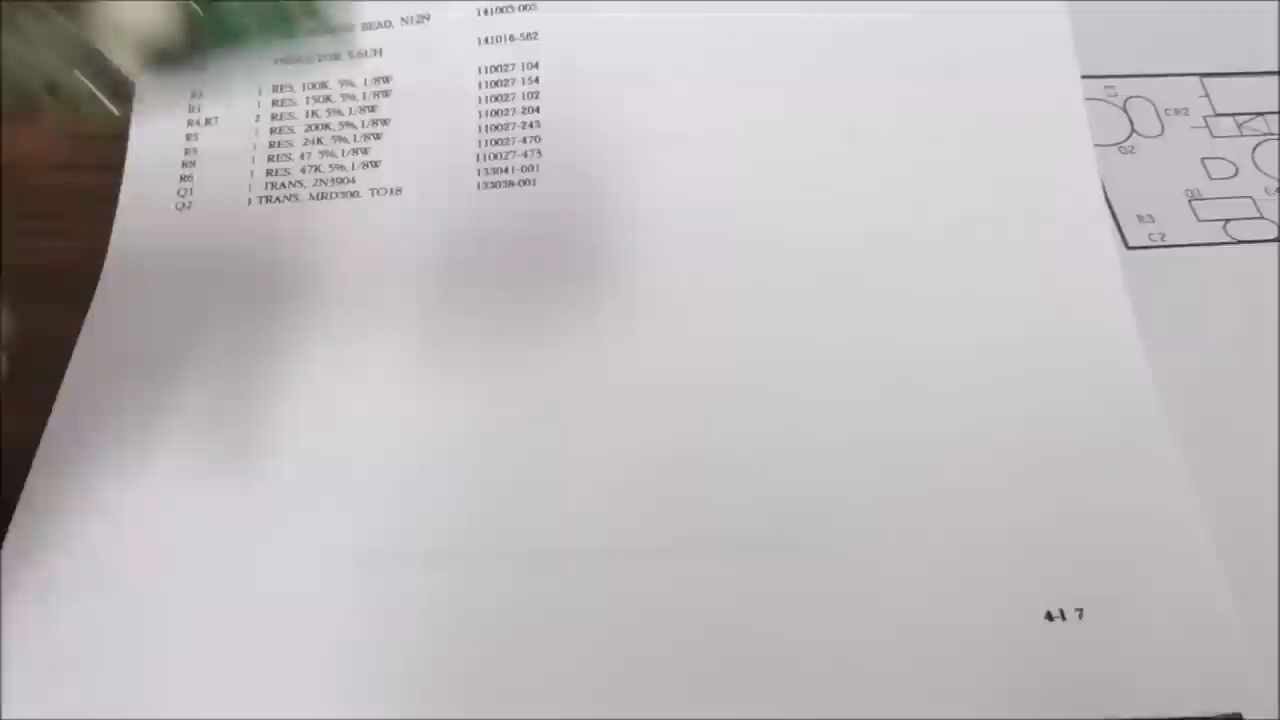 BEAD, N12N 141003-005
INDUCTOR 5.6UH 141016-562
1 RES, 100K, 5%, 1/8W 110027-104
R1 1 RES, 150K, 5%, 1/8W 110027-154
R4,R7 2 RES, 1K, 5%, 1/8W 110027-102
R5 1 RES, 200K, 5%, 1/8W 110027-204
1 RES, 24K, 5%, 1/8W 110027-243
R8 1 RES, 47 5%, 1/8W 110027-470
R6 1 RES, 47K, 5%, 1/8W 110027-473
Q1 1 TRANS, 2N3904 133041-001
Q2 1 TRANS, MRD300, TO18 133038-001
4-17
CR2
Q2
R3
C2